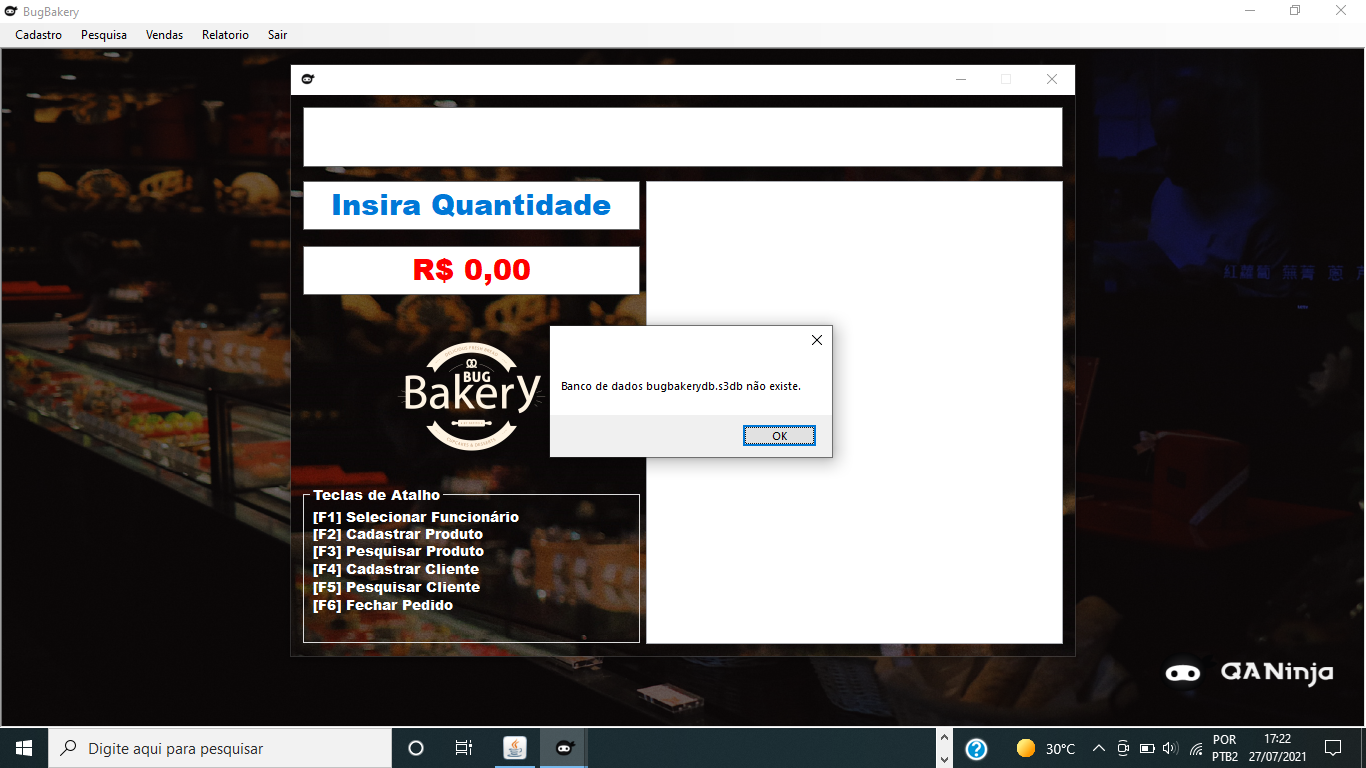 BugBakery
Cadastro Pesquisa Vendas Relatorio Sair
Insira Quantidade
R$ 0,00
BUG
Bakery
CUPCAKES & DESSERTS
Banco de dados bugbakerydb.s3db não existe.
OK
Teclas de Atalho
[F1] Selecionar Funcionário
[F2] Cadastrar Produto
[F3] Pesquisar Produto
[F4] Cadastrar Cliente
[F5] Pesquisar Cliente
[F6] Fechar Pedido
QANinja
Digite aqui para pesquisar
30°C
POR
PTB2
17:22
27/07/2021